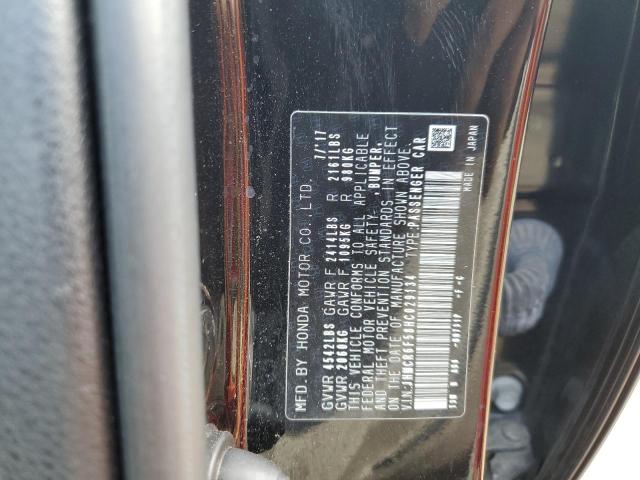 MFD. BY HONDA MOTOR CO., LTD. 7/'17
GVWR 4542LBS GAWR F 2414LBS R 2161LBS
GVWR 2060KG GAWR F 1095KG R 980KG
THIS VEHICLE CONFORMS TO ALL APPLICABLE
FEDERAL MOTOR VEHICLE SAFETY, BUMPER,
AND THEFT PREVENTION STANDARDS IN EFFECT
ON THE DATE OF MANUFACTURE SHOWN ABOVE.
V.I.N.: TYPE:PASSENGER CAR
MADE IN JAPAN